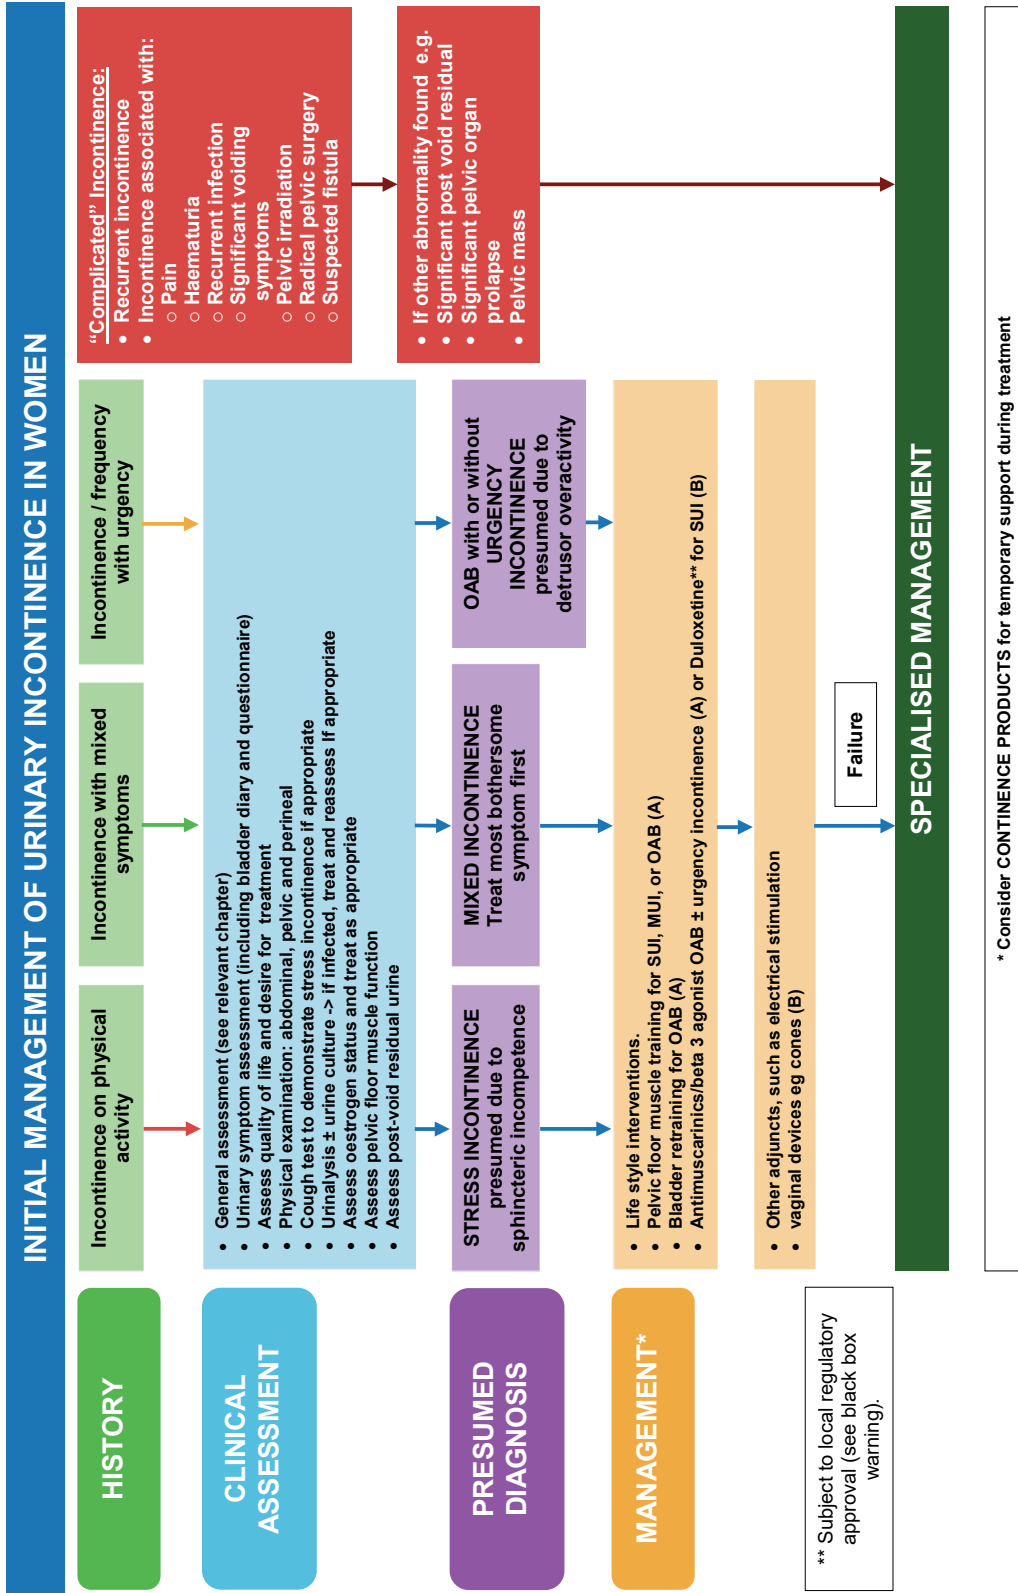 INITIAL MANAGEMENT OF URINARY INCONTINENCE IN WOMEN
HISTORY
Incontinence on physical
activity
Incontinence with mixed
symptoms
Incontinence / frequency
with urgency
“Complicated” Incontinence:
• Recurrent incontinence
• Incontinence associated with:
○ Pain
○ Haematuria
○ Recurrent infection
○ Significant voiding
symptoms
○ Pelvic irradiation
○ Radical pelvic surgery
○ Suspected fistula
CLINICAL
ASSESSMENT
• General assessment (see relevant chapter)
• Urinary symptom assessment (including bladder diary and questionnaire)
• Assess quality of life and desire for treatment
• Physical examination: abdominal, pelvic and perineal
• Cough test to demonstrate stress incontinence if appropriate
• Urinalysis ± urine culture -> if infected, treat and reassess If appropriate
• Assess oestrogen status and treat as appropriate
• Assess pelvic floor muscle function
• Assess post-void residual urine
• If other abnormality found e.g.
• Significant post void residual
• Significant pelvic organ
prolapse
• Pelvic mass
PRESUMED
DIAGNOSIS
STRESS INCONTINENCE
presumed due to
sphincteric incompetence
MIXED INCONTINENCE
Treat most bothersome
symptom first
OAB with or without
URGENCY
INCONTINENCE
presumed due to
detrusor overactivity
MANAGEMENT*
• Life style interventions.
• Pelvic floor muscle training for SUI, MUI, or OAB (A)
• Bladder retraining for OAB (A)
• Antimuscarinics/beta 3 agonist OAB ± urgency incontinence (A) or Duloxetine** for SUI (B)
• Other adjuncts, such as electrical stimulation
• vaginal devices eg cones (B)
** Subject to local regulatory
approval (see black box
warning).
Failure
SPECIALISED MANAGEMENT
* Consider CONTINENCE PRODUCTS for temporary support during treatment